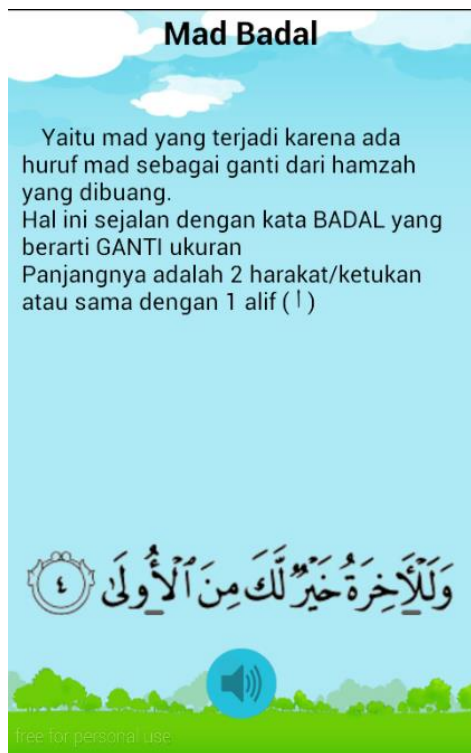 Mad Badal
Yaitu mad yang terjadi karena ada
huruf mad sebagai ganti dari hamzah
yang dibuang.
Hal ini sejalan dengan kata BADAL yang
berarti GANTI ukuran
Panjangnya adalah 2 harakat/ketukan
atau sama dengan 1 alif ( ا )
وَلَلْـَٔاخِرَةُ خَيْرٌ لَّكَ مِنَ ٱلْأُولَىٰ ٤
free for personal use